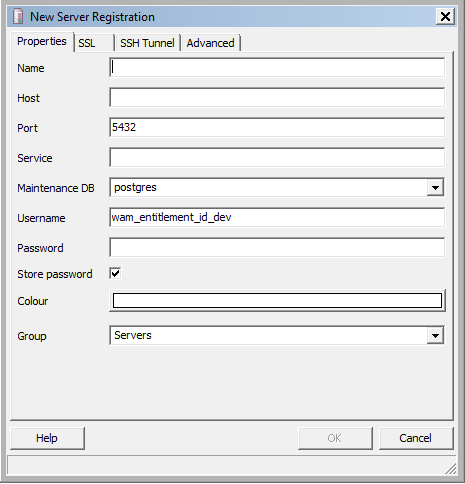 New Server Registration
Properties SSL SSH Tunnel Advanced
Name
Host
Port 5432
Service
Maintenance DB postgres
Username wam_entitlement_id_dev
Password
Store password
Colour
Group Servers
Help OK Cancel